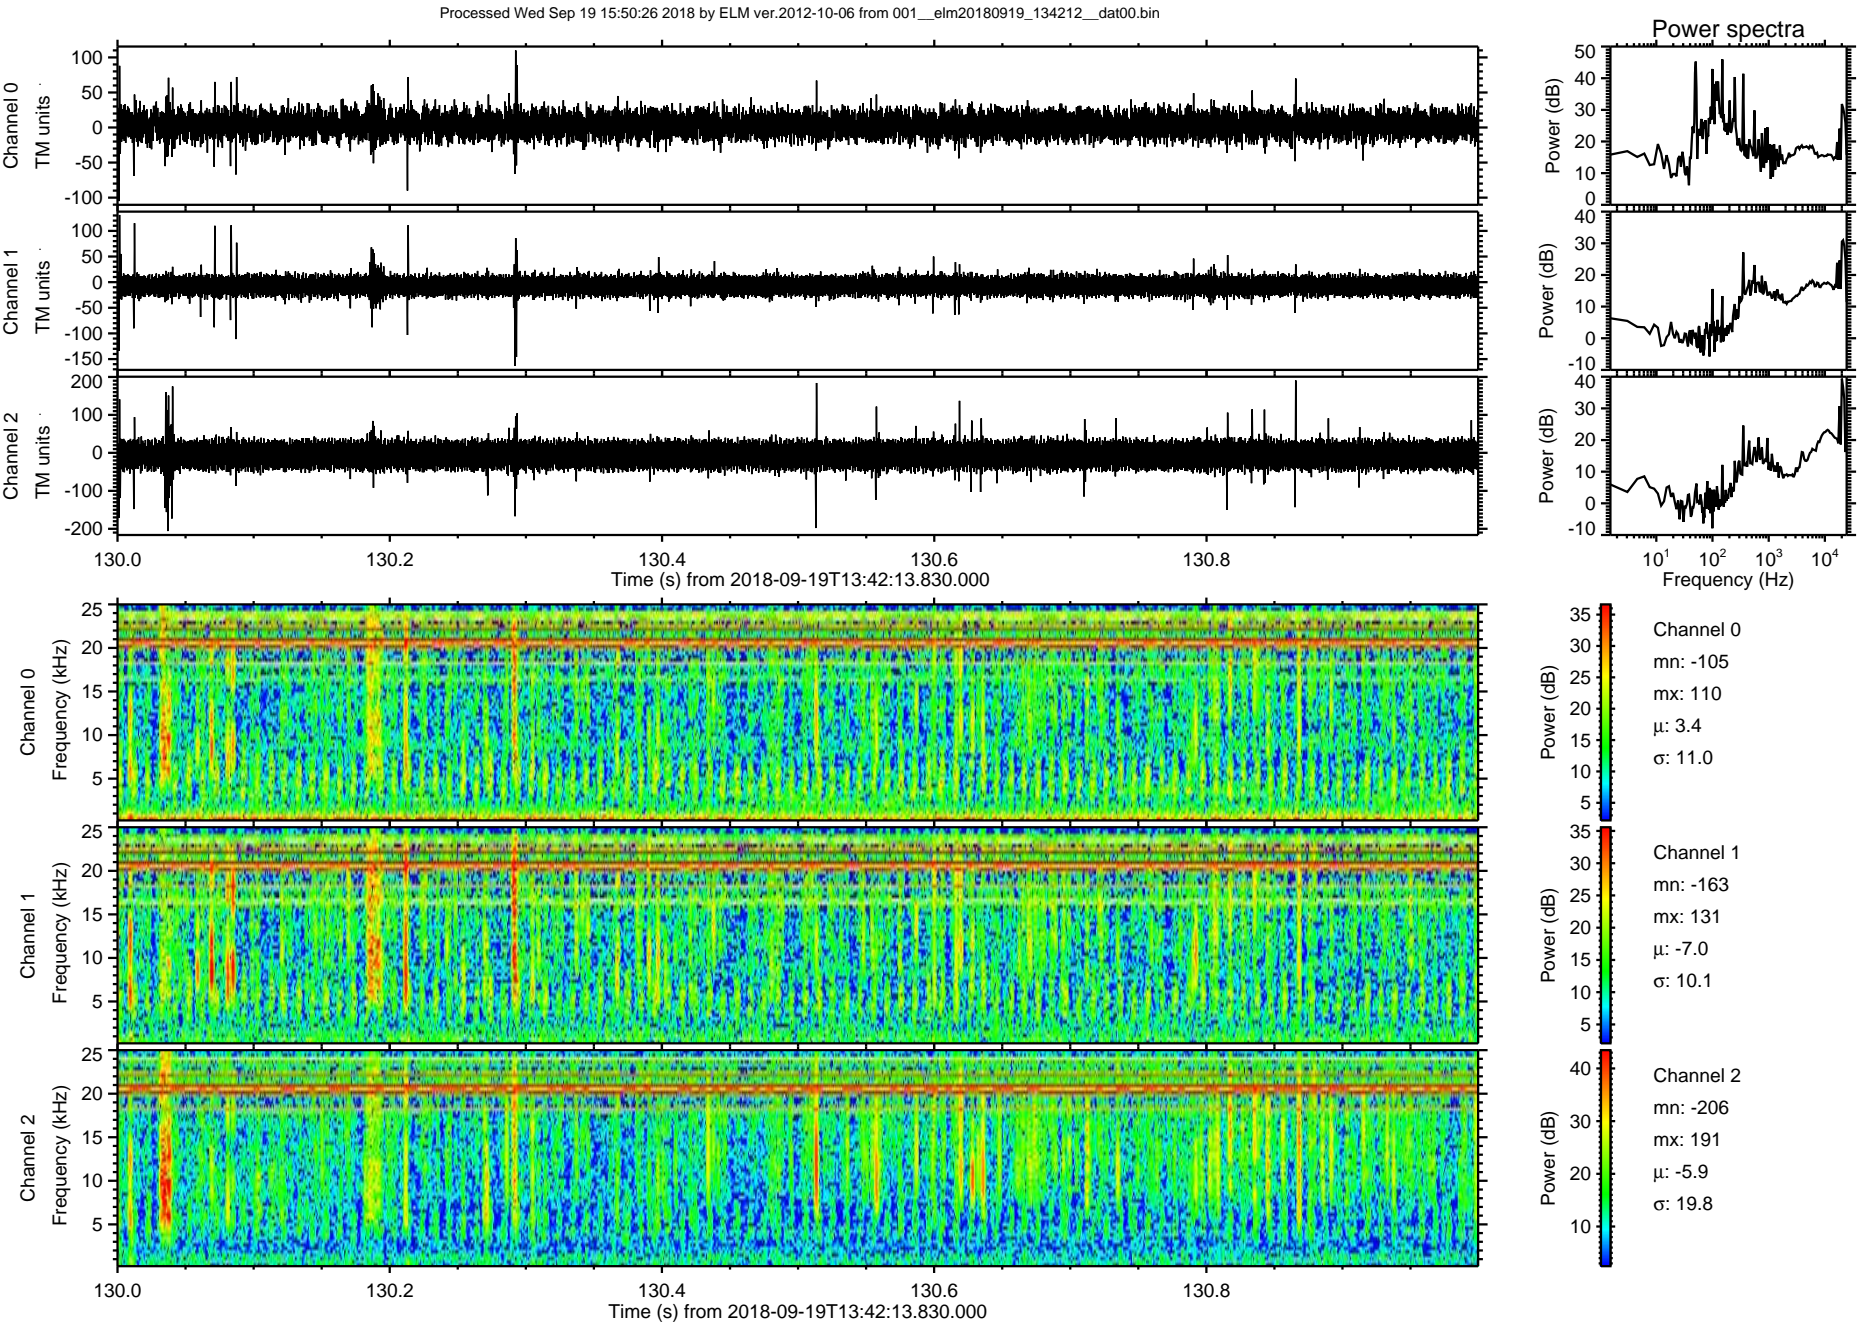 Processed Wed Sep 19 15:50:26 2018 by ELM ver.2012-10-06 from 001__elm20180919_134212__dat00.bin
Power spectra
Channel 0
TM units
100
50
0
-50
-100
Power (dB)
50
40
30
20
10
0
Channel 1
TM units
100
50
0
-50
-100
-150
Power (dB)
40
30
20
10
0
-10
Channel 2
TM units
200
100
0
-100
-200
Power (dB)
40
30
20
10
0
-10
130.0 130.2 130.4 130.6 130.8
Time (s) from 2018-09-19T13:42:13.830.000
10¹ 10² 10³ 10⁴
Frequency (Hz)
Channel 0
Frequency (kHz)
25
20
15
10
5
Power (dB)
35
30
25
20
15
10
5
Channel 0
mn: -105
mx: 110
μ: 3.4
σ: 11.0
Channel 1
Frequency (kHz)
25
20
15
10
5
Power (dB)
35
30
25
20
15
10
5
Channel 1
mn: -163
mx: 131
μ: -7.0
σ: 10.1
Channel 2
Frequency (kHz)
25
20
15
10
5
Power (dB)
40
30
20
10
Channel 2
mn: -206
mx: 191
μ: -5.9
σ: 19.8
130.0 130.2 130.4 130.6 130.8
Time (s) from 2018-09-19T13:42:13.830.000